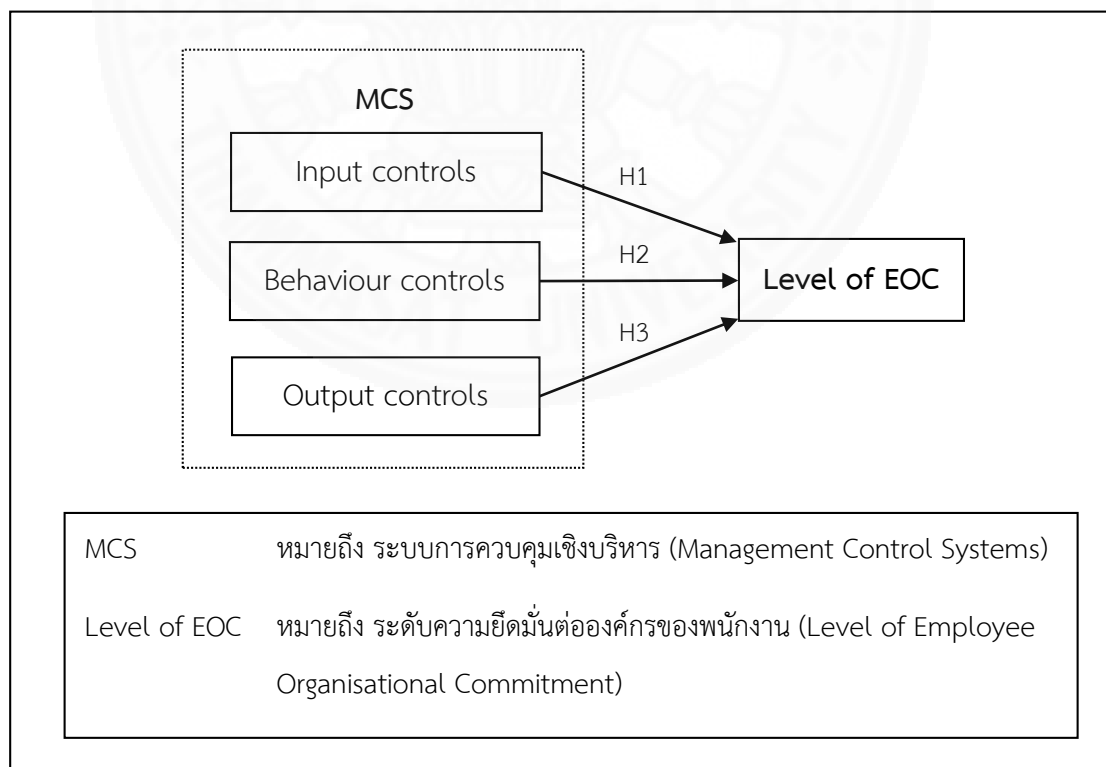 MCS
Input controls
H1
Behaviour controls
H2
Level of EOC
H3
Output controls
MCS หมายถึง ระบบการควบคุมเชิงบริหาร (Management Control Systems)
Level of EOC หมายถึง ระดับความยึดมั่นต่อองค์กรของพนักงาน (Level of Employee
Organisational Commitment)